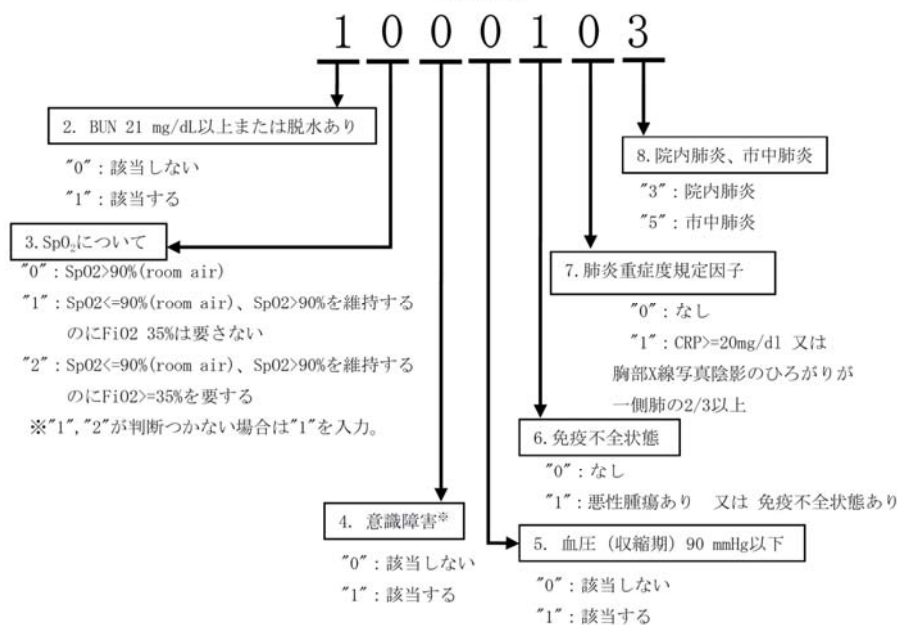 1 0 0 0 1 0 3
2. BUN 21 mg/dL以上または脱水あり
"0"：該当しない
"1"：該当する
3.SpO₂について
"0"：SpO2>90%(room air)
"1"：SpO2<=90%(room air)、SpO2>90%を維持する
のにFiO2 35%は要さない
"2"：SpO2<=90%(room air)、SpO2>90%を維持する
のにFiO2>=35%を要する
※"1","2"が判断つかない場合は"1"を入力。
4. 意識障害※
"0"：該当しない
"1"：該当する
8.院内肺炎、市中肺炎
"3"：院内肺炎
"5"：市中肺炎
7.肺炎重症度規定因子
"0"：なし
"1"：CRP>=20mg/dl 又は
胸部X線写真陰影のひろがりが
一側肺の2/3以上
6.免疫不全状態
"0"：なし
"1"：悪性腫瘍あり 又は 免疫不全状態あり
5. 血圧（収縮期）90 mmHg以下
"0"：該当しない
"1"：該当する